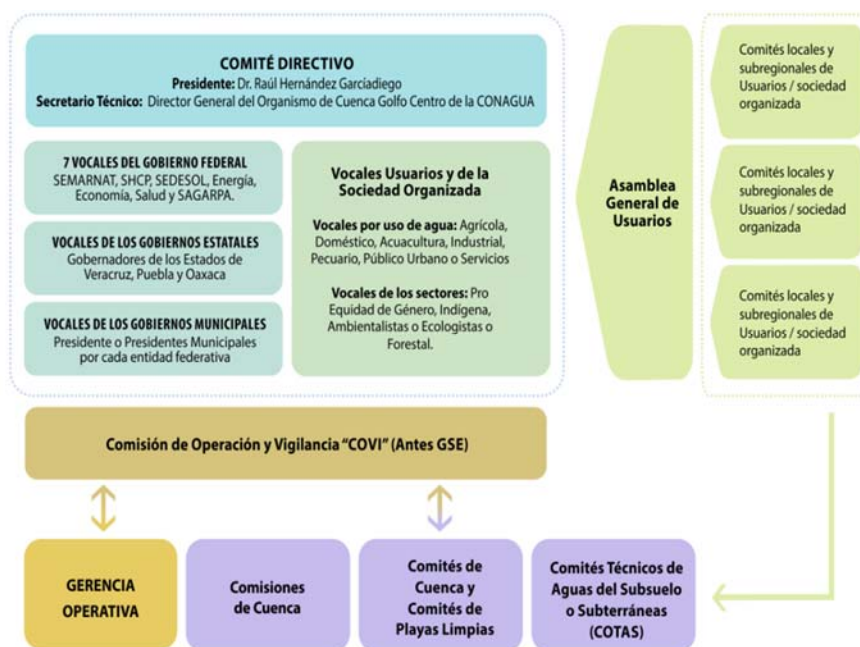 COMITÉ DIRECTIVO
Presidente: Dr. Raúl Hernández Garcíadiego
Secretario Técnico: Director General del Organismo de Cuenca Golfo Centro de la CONAGUA
7 VOCALES DEL GOBIERNO FEDERAL
SEMARNAT, SHCP, SEDESOL, Energía,
Economía, Salud y SAGARPA.
VOCALES DE LOS GOBIERNOS ESTATALES
Gobernadores de los Estados de
Veracruz, Puebla y Oaxaca
VOCALES DE LOS GOBIERNOS MUNICIPALES
Presidente o Presidentes Municipales
por cada entidad federativa
Vocales Usuarios y de la
Sociedad Organizada
Vocales por uso de agua: Agrícola,
Doméstico, Acuacultura, Industrial,
Pecuario, Público Urbano o Servicios
Vocales de los sectores: Pro
Equidad de Género, Indígena,
Ambientalistas o Ecologistas o
Forestal.
Asamblea
General de
Usuarios
Comités locales y
subregionales de
Usuarios / sociedad
organizada
Comités locales y
subregionales de
Usuarios / sociedad
organizada
Comités locales y
subregionales de
Usuarios / sociedad
organizada
Comisión de Operación y Vigilancia "COVI" (Antes GSE)
GERENCIA
OPERATIVA
Comisiones
de Cuenca
Comités de
Cuenca y
Comités de
Playas Limpias
Comités Técnicos de
Aguas del Subsuelo
o Subterráneas
(COTAS)